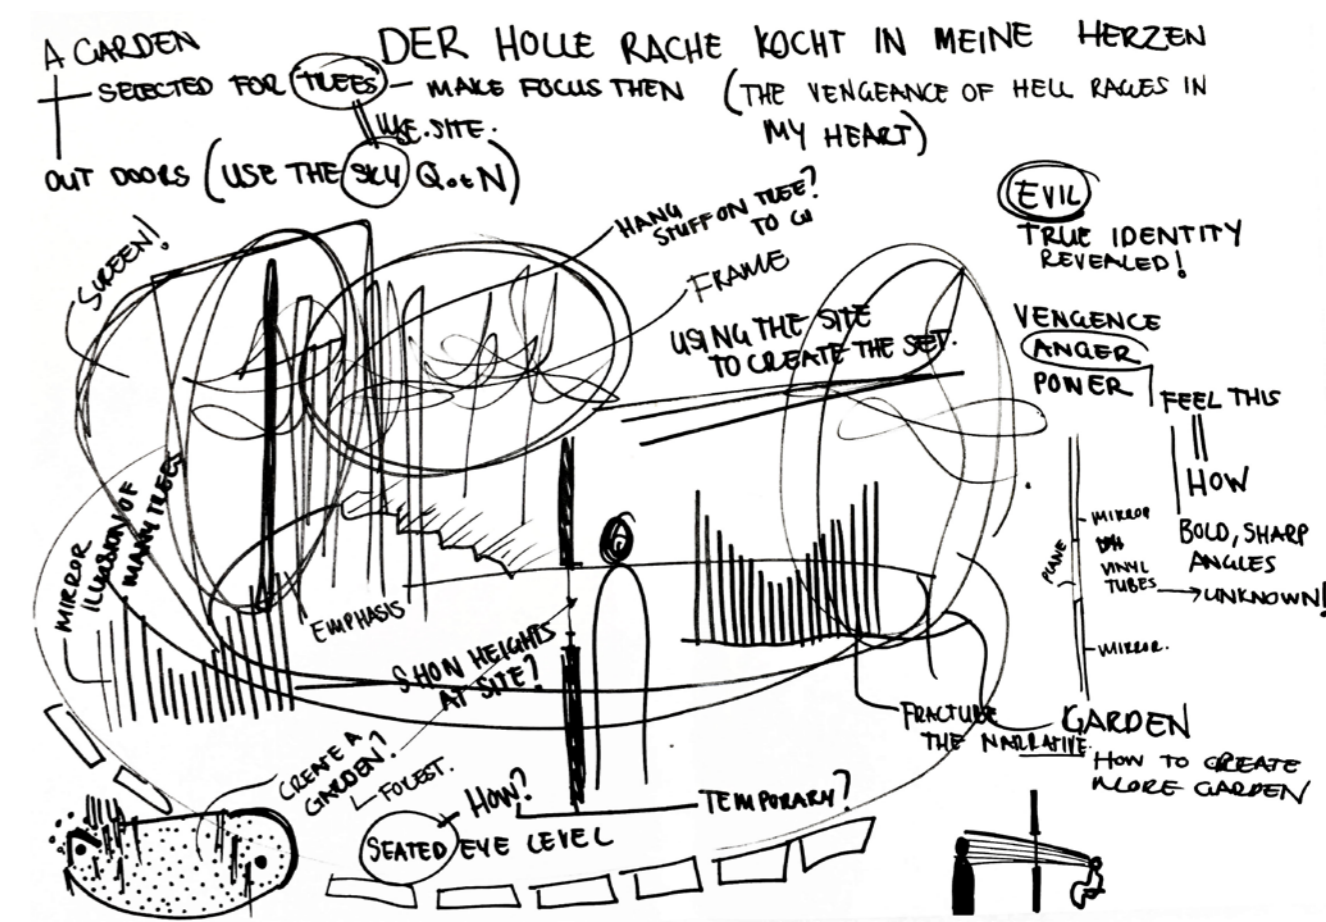 A GARDEN
DER HOLLE RACHE KOCHT IN MEINE HERZEN
SELECTED FOR TREES – MAKE FOCUS THEN
(THE VENGEANCE OF HELL RAGES IN
MY HEART)
USE. SITE.
OUT DOORS (USE THE SKY Q.O.N)
EVIL
TRUE IDENTITY
REVEALED!
HANG
STUFF ON TREE?
TO
SCREEN!
FRAME
USING THE SITE
TO CREATE THE SET.
VENGENCE
ANGER
POWER
FEEL THIS
HOW
BOLD, SHARP
ANGLES
MIRROR
VINYL
TUBES → UNKNOWN!
PLANE
MIRROR.
MIRROR
ILLUSION OF
MANY TREES
EMPHASIS
SHOW HEIGHTS
AT SITE?
FRACTURE
THE NARRATIVE.
GARDEN
HOW TO CREATE
MORE GARDEN
CREATE A
GARDEN?
FOREST.
HOW?
TEMPORARY?
SEATED EYE LEVEL